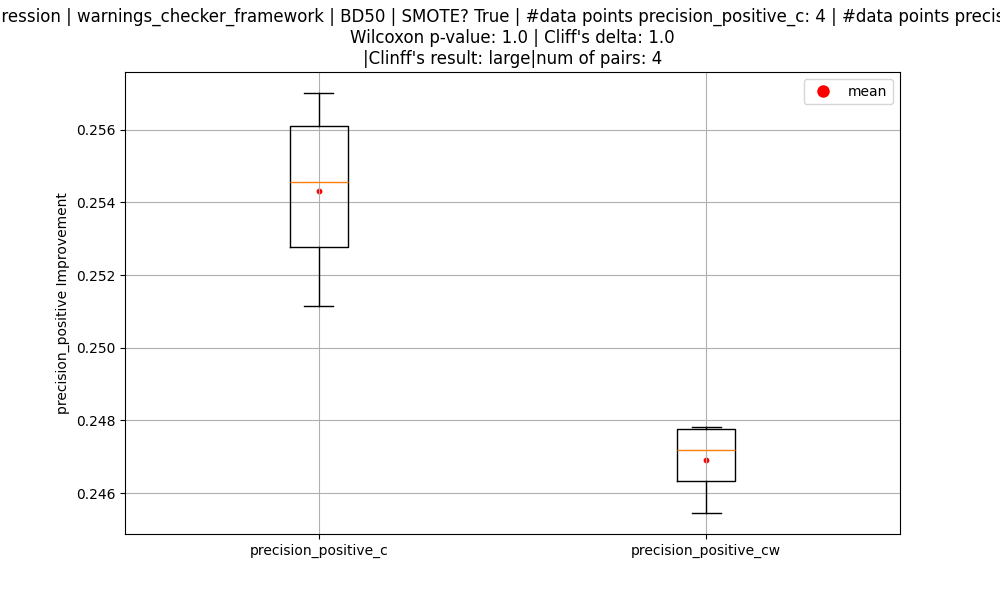 ression | warnings_checker_framework | BD50 | SMOTE? True | #data points precision_positive_c: 4 | #data points precis
Wilcoxon p-value: 1.0 | Cliff's delta: 1.0
|Clinff's result: large|num of pairs: 4
mean
0.256
0.254
0.252
0.250
0.248
0.246
precision_positive Improvement
precision_positive_c
precision_positive_cw